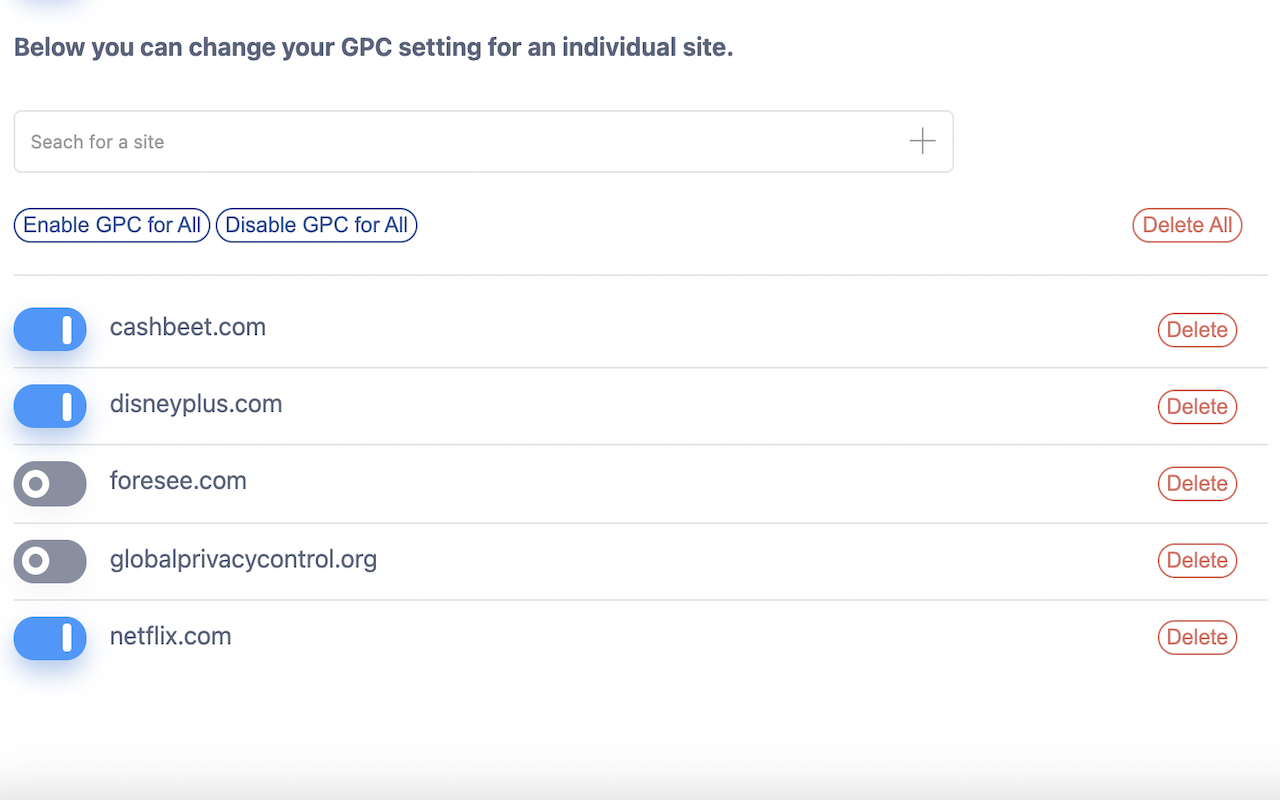 Below you can change your GPC setting for an individual site.
Seach for a site
Enable GPC for All Disable GPC for All Delete All
cashbeet.com Delete
disneyplus.com Delete
foresee.com Delete
globalprivacycontrol.org Delete
netflix.com Delete